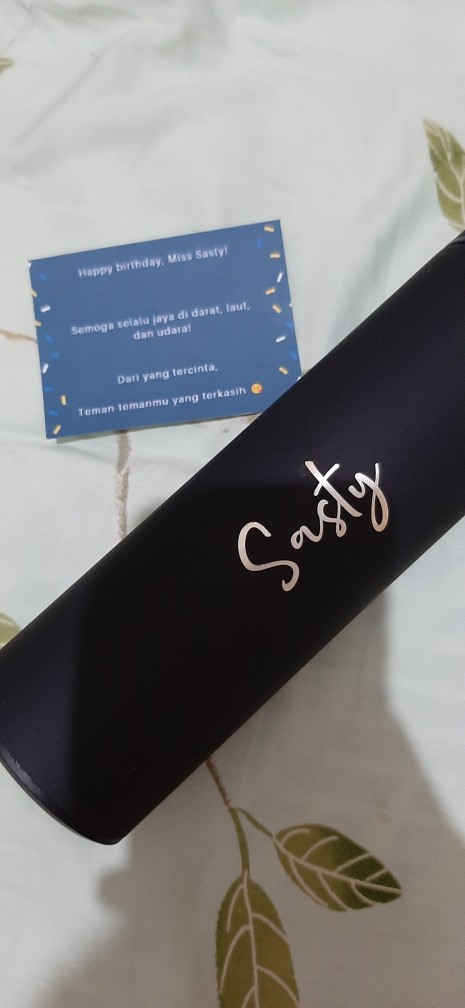 Happy birthday, Miss Sasty!
Semoga selalu jaya di darat, laut,
dan udara!
Dari yang tercinta,
Teman temanmu yang terkasih 😊
Sasty